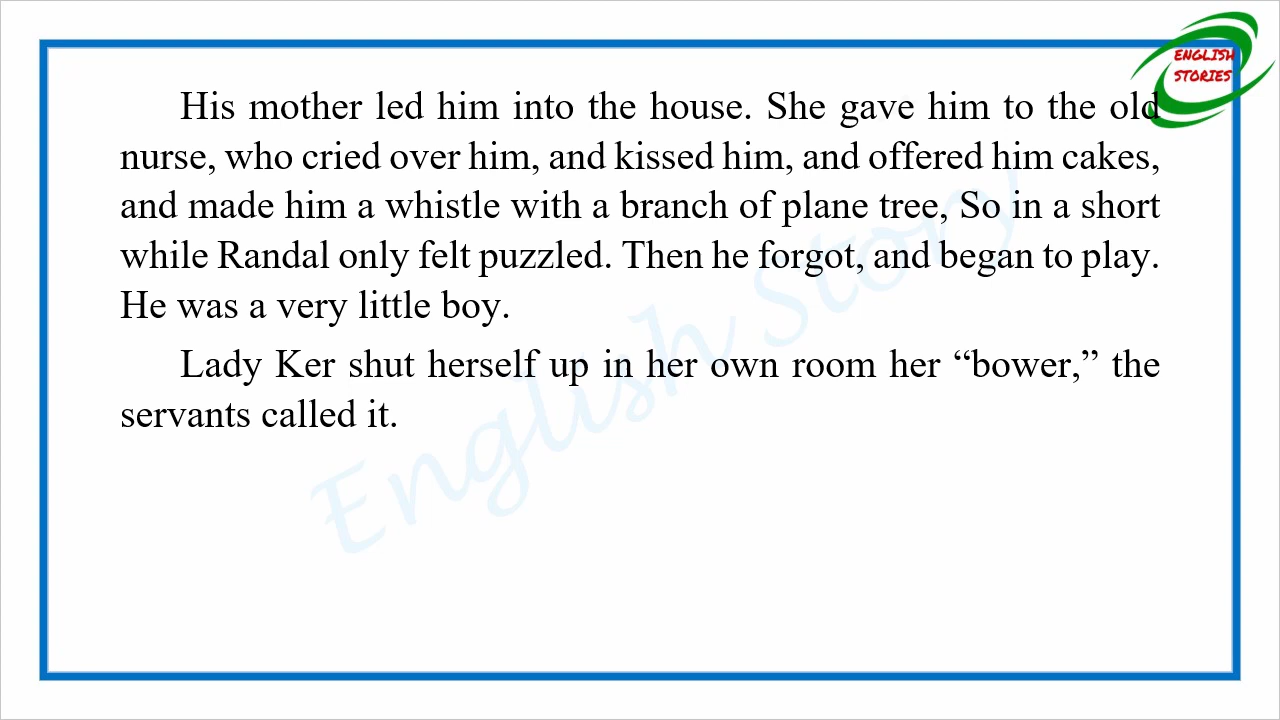 ENGLISH
STORIES
His mother led him into the house. She gave him to the old
nurse, who cried over him, and kissed him, and offered him cakes,
and made him a whistle with a branch of plane tree, So in a short
while Randal only felt puzzled. Then he forgot, and began to play.
He was a very little boy.
Lady Ker shut herself up in her own room her “bower,” the
servants called it.
English Story